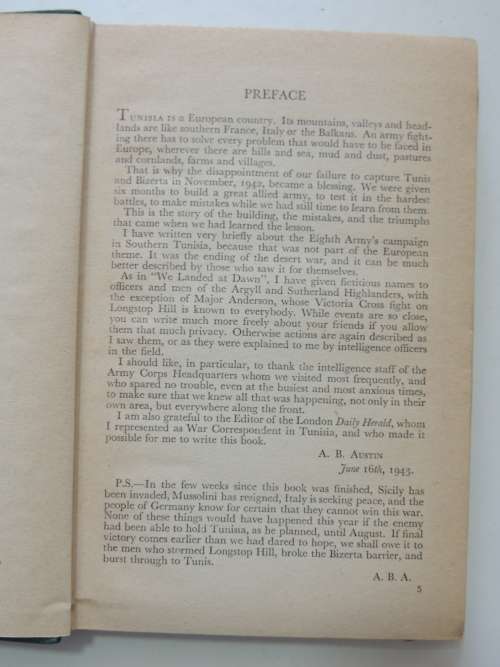 PREFACE
TUNISIA IS a European country. Its mountains, valleys and head-
lands are like southern France, Italy or the Balkans. An army fight-
ing there has to solve every problem that would have to be faced in
Europe, wherever there are hills and sea, mud and dust, pastures
and cornlands, farms and villages.
That is why the disappointment of our failure to capture Tunis
and Bizerta in November, 1942, became a blessing. We were given
six months to build a great allied army, to test it in the hardest
battles, to make mistakes while we had still time to learn from them.
This is the story of the building, the mistakes, and the triumphs
that came when we had learned the lesson.
I have written very briefly about the Eighth Army's campaign
in Southern Tunisia, because that was not part of the European
theme. It was the ending of the desert war, and it can be much
better described by those who saw it for themselves.
As in "We Landed at Dawn", I have given fictitious names to
officers and men of the Argyll and Sutherland Highlanders, with
the exception of Major Anderson, whose Victoria Cross fight on
Longstop Hill is known to everybody. While events are so close,
you can write much more freely about your friends if you allow
them that much privacy. Otherwise actions are again described as
I saw them, or as they were explained to me by intelligence officers
in the field.
I should like, in particular, to thank the intelligence staff of the
Army Corps Headquarters whom we visited most frequently, and
who spared no trouble, even at the busiest and most anxious times,
to make sure that we knew all that was happening, not only in their
own area, but everywhere along the front.
I am also grateful to the Editor of the London Daily Herald, whom
I represented as War Correspondent in Tunisia, and who made it
possible for me to write this book.
A. B. AUSTIN
June 16th, 1943.
P.S.—In the few weeks since this book was finished, Sicily has
been invaded, Mussolini has resigned, Italy is seeking peace, and the
people of Germany know for certain that they cannot win this war.
None of these things would have happened this year if the enemy
had been able to hold Tunisia, as he planned, until August. If final
victory comes earlier than we had dared to hope, we shall owe it to
the men who stormed Longstop Hill, broke the Bizerta barrier, and
burst through to Tunis.
A. B. A.
5